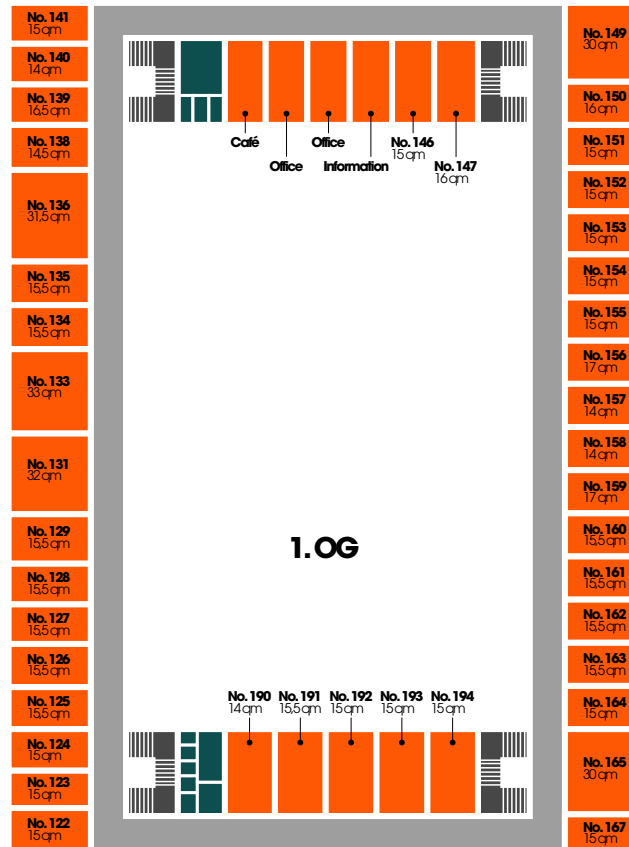 No. 141
15 qm
No. 140
14 qm
No. 139
16,5 qm
No. 138
14,5 qm
No. 136
31,5 qm
No. 135
15,5 qm
No. 134
15,5 qm
No. 133
33 qm
No. 131
32 qm
No. 129
15,5 qm
No. 128
15,5 qm
No. 127
15,5 qm
No. 126
15,5 qm
No. 125
15,5 qm
No. 124
15 qm
No. 123
15 qm
No. 122
15 qm
Café
Office
Office
Information
No. 146
15 qm
No. 147
16 qm
1. OG
No. 190
14 qm
No. 191
15,5 qm
No. 192
15 qm
No. 193
15 qm
No. 194
15 qm
No. 149
30 qm
No. 150
16 qm
No. 151
15 qm
No. 152
15 qm
No. 153
15 qm
No. 154
15 qm
No. 155
15 qm
No. 156
17 qm
No. 157
14 qm
No. 158
14 qm
No. 159
17 qm
No. 160
15,5 qm
No. 161
15,5 qm
No. 162
15,5 qm
No. 163
15,5 qm
No. 164
15 qm
No. 165
30 qm
No. 167
15 qm